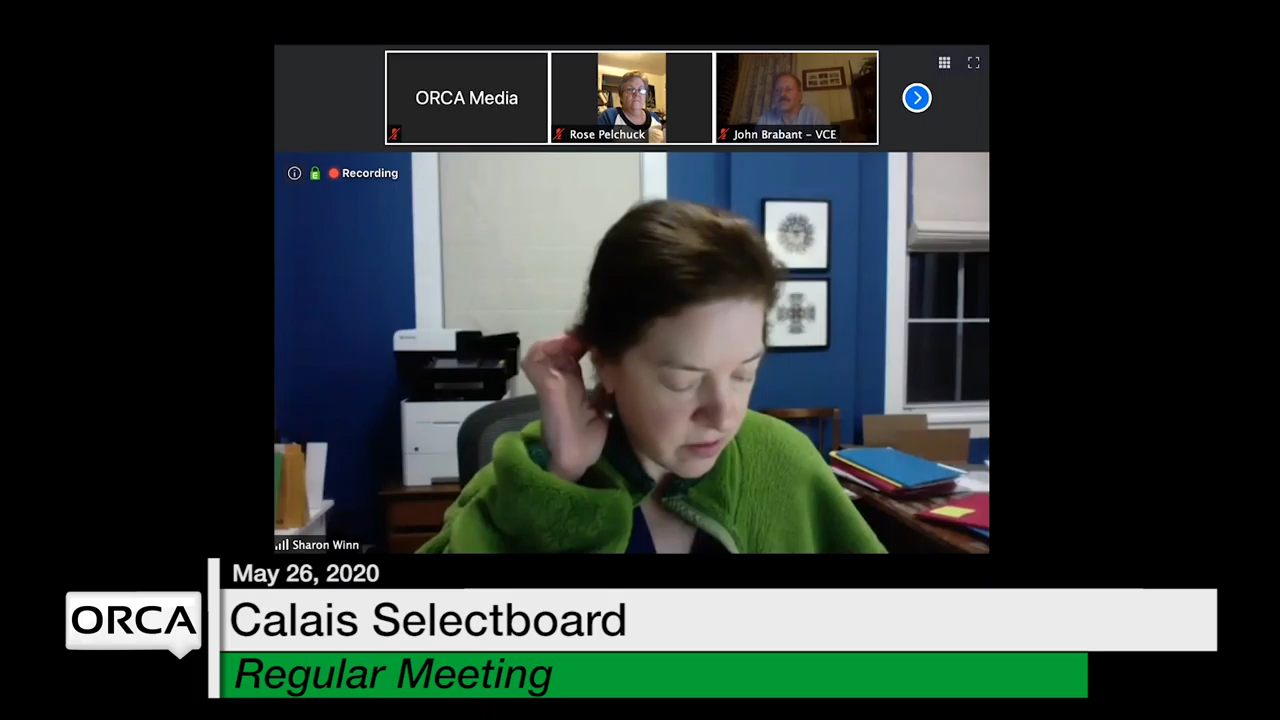 ORCA Media
Rose Pelchuck
John Brabant – VCE
Recording
Sharon Winn
May 26, 2020
ORCA
Calais Selectboard
Regular Meeting